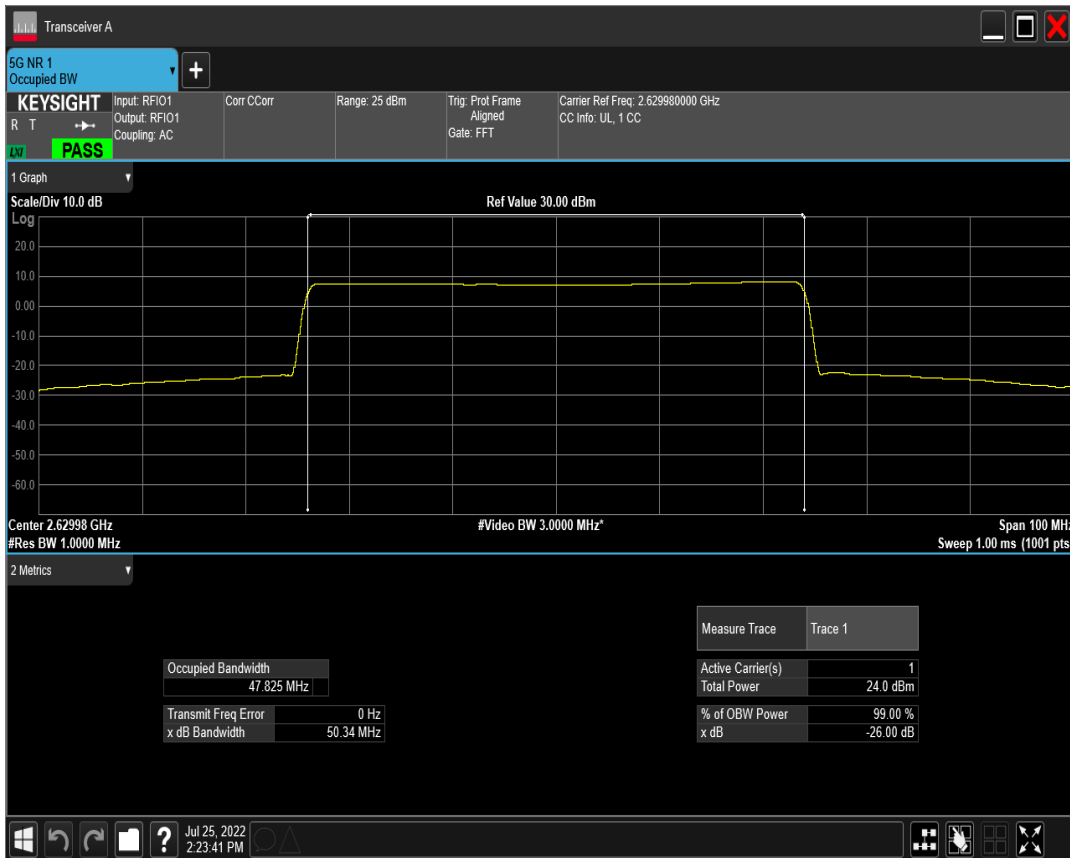 Transceiver A
5G NR 1
Occupied BW
KEYSIGHT
R T
LXI
PASS
Input: RFIO1
Output: RFIO1
Coupling: AC
Corr CCorr
Range: 25 dBm
Trig: Prot Frame
Aligned
Gate: FFT
Carrier Ref Freq: 2.629980000 GHz
CC Info: UL, 1 CC
1 Graph
Scale/Div 10.0 dB
Ref Value 30.00 dBm
Log
20.0
10.0
0.00
-10.0
-20.0
-30.0
-40.0
-50.0
-60.0
Center 2.62998 GHz
#Video BW 3.0000 MHz*
Span 100 MHz
#Res BW 1.0000 MHz
Sweep 1.00 ms (1001 pts
2 Metrics
Measure Trace Trace 1
Occupied Bandwidth
47.825 MHz
Active Carrier(s) 1
Total Power 24.0 dBm
Transmit Freq Error 0 Hz
x dB Bandwidth 50.34 MHz
% of OBW Power 99.00 %
x dB -26.00 dB
?
Jul 25, 2022
2:23:41 PM